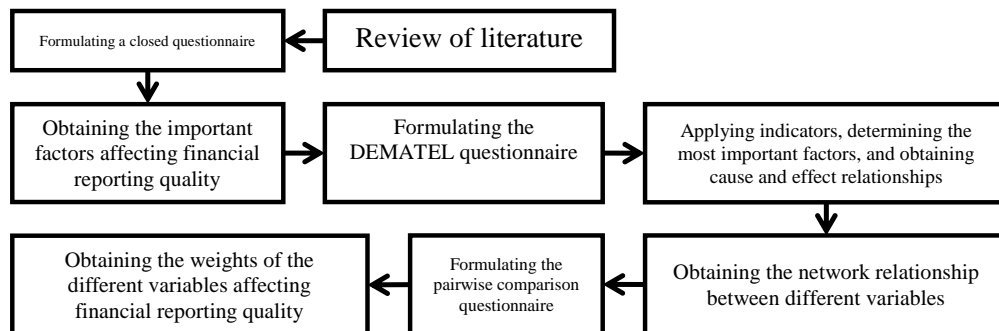 Formulating a closed questionnaire
Review of literature
Obtaining the important
factors affecting financial
reporting quality
Formulating the
DEMATEL questionnaire
Applying indicators, determining the
most important factors, and obtaining
cause and effect relationships
Obtaining the weights of the
different variables affecting
financial reporting quality
Formulating the
pairwise comparison
questionnaire
Obtaining the network relationship
between different variables